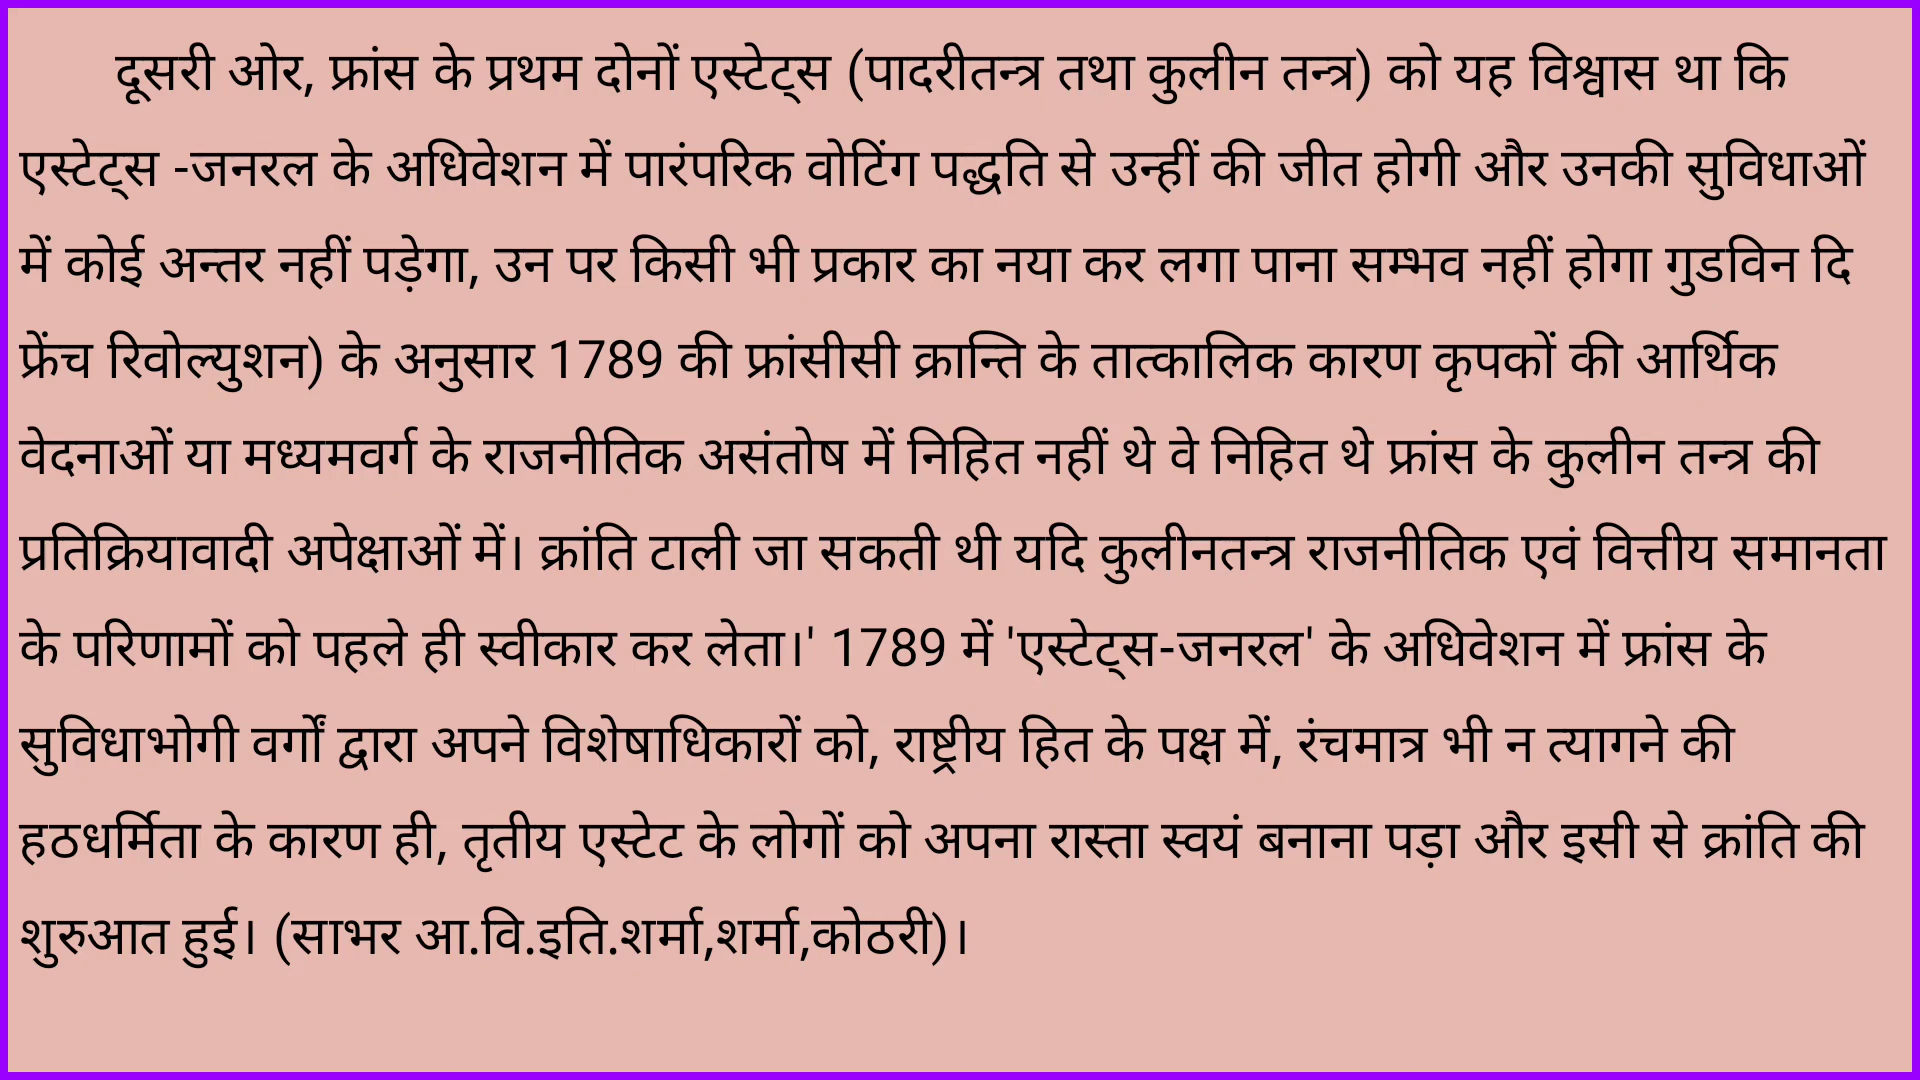 दूसरी ओर, फ्रांस के प्रथम दोनों एस्टेट्स (पादरीतन्त्र तथा कुलीन तन्त्र) को यह विश्वास था कि
एस्टेट्स -जनरल के अधिवेशन में पारंपरिक वोटिंग पद्धति से उन्हीं की जीत होगी और उनकी सुविधाओं
में कोई अन्तर नहीं पड़ेगा, उन पर किसी भी प्रकार का नया कर लगा पाना सम्भव नहीं होगा गुडविन दि
फ्रेंच रिवोल्युशन) के अनुसार 1789 की फ्रांसीसी क्रान्ति के तात्कालिक कारण कृपकों की आर्थिक
वेदनाओं या मध्यमवर्ग के राजनीतिक असंतोष में निहित नहीं थे वे निहित थे फ्रांस के कुलीन तन्त्र की
प्रतिक्रियावादी अपेक्षाओं में। क्रांति टाली जा सकती थी यदि कुलीनतन्त्र राजनीतिक एवं वित्तीय समानता
के परिणामों को पहले ही स्वीकार कर लेता।' 1789 में 'एस्टेट्स-जनरल' के अधिवेशन में फ्रांस के
सुविधाभोगी वर्गों द्वारा अपने विशेषाधिकारों को, राष्ट्रीय हित के पक्ष में, रंचमात्र भी न त्यागने की
हठधर्मिता के कारण ही, तृतीय एस्टेट के लोगों को अपना रास्ता स्वयं बनाना पड़ा और इसी से क्रांति की
शुरुआत हुई। (साभर आ.वि.इति.शर्मा,शर्मा,कोठरी)।